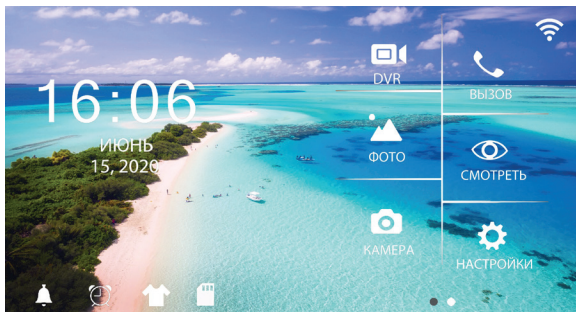 16:06
ИЮНЬ
15, 2020
DVR
ВЫЗОВ
ФОТО
СМОТРЕТЬ
КАМЕРА
НАСТРОЙКИ